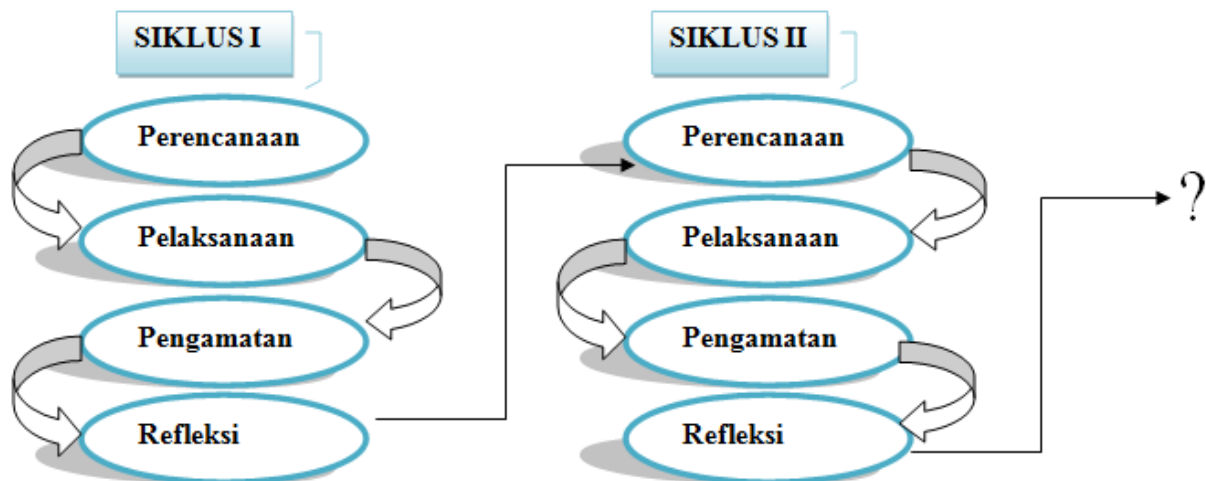 SIKLUS I
Perencanaan
Pelaksanaan
Pengamatan
Refleksi
SIKLUS II
Perencanaan
Pelaksanaan
Pengamatan
Refleksi
?